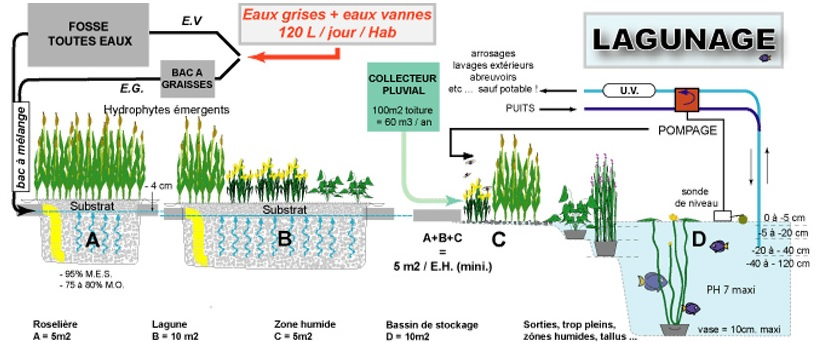 FOSSE
TOUTES EAUX
E.V
Eaux grises + eaux vannes
120 L / jour / Hab
LAGUNAGE
BAC A
GRAISSES
E.G.
COLLECTEUR
PLUVIAL
100m2 toiture
= 60 m3 / an
arrosages
lavages extérieurs
abreuvoirs
etc ... sauf potable !
U.V.
PUITS
POMPAGE
bac à mélange
Hydrophytes émergents
- 4 cm
Substrat
Substrat
A
B
C
D
A+B+C
=
5 m2 / E.H. (mini.)
sonde
de niveau
0 à -5 cm
-5 à -20 cm
-20 à - 40 cm
-40 à - 120 cm
PH 7 maxi
vase = 10cm. maxi
- 95% M.E.S.
- 75 à 80% M.O.
Roselière
A = 5m2
Lagune
B = 10 m2
Zone humide
C = 5m2
Bassin de stockage
D = 10m2
Sorties, trop pleins,
zônes humides, tallus ...